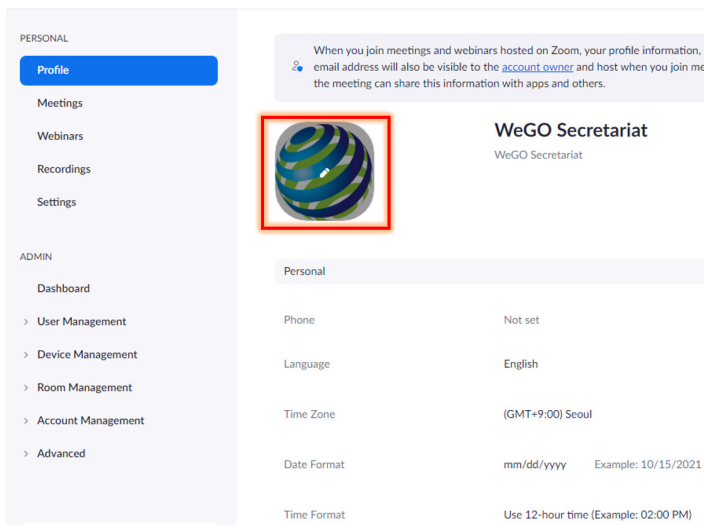 PERSONAL
Profile
Meetings
Webinars
Recordings
Settings
ADMIN
Dashboard
User Management
Device Management
Room Management
Account Management
Advanced
When you join meetings and webinars hosted on Zoom, your profile information,
email address will also be visible to the account owner and host when you join me
the meeting can share this information with apps and others.
WeGO Secretariat
WeGO Secretariat
Personal
Phone Not set
Language English
Time Zone (GMT+9:00) Seoul
Date Format mm/dd/yyyy Example: 10/15/2021
Time Format Use 12-hour time (Example: 02:00 PM)